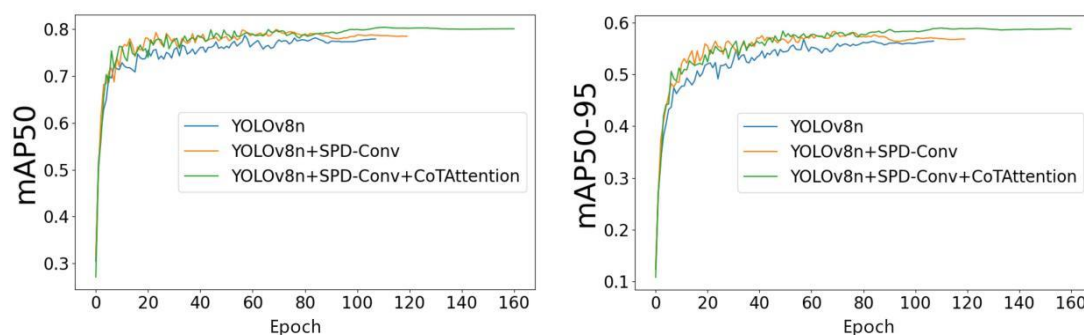 mAP50
0.8
0.7
0.6
0.5
0.4
0.3
YOLOv8n
YOLOv8n+SPD-Conv
YOLOv8n+SPD-Conv+CoTAttention
0 20 40 60 80 100 120 140 160
Epoch
mAP50-95
0.6
0.5
0.4
0.3
0.2
0.1
YOLOv8n
YOLOv8n+SPD-Conv
YOLOv8n+SPD-Conv+CoTAttention
0 20 40 60 80 100 120 140 160
Epoch